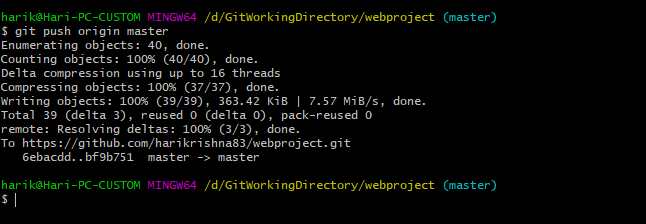 harik@Hari-PC-CUSTOM MINGW64 /d/GitWorkingDirectory/webproject (master)
$ git push origin master
Enumerating objects: 40, done.
Counting objects: 100% (40/40), done.
Delta compression using up to 16 threads
Compressing objects: 100% (37/37), done.
Writing objects: 100% (39/39), 363.42 KiB | 7.57 MiB/s, done.
Total 39 (delta 3), reused 0 (delta 0), pack-reused 0
remote: Resolving deltas: 100% (3/3), done.
To https://github.com/harikrishna83/webproject.git
   6ebacdd..bf9b751  master -> master
harik@Hari-PC-CUSTOM MINGW64 /d/GitWorkingDirectory/webproject (master)
$